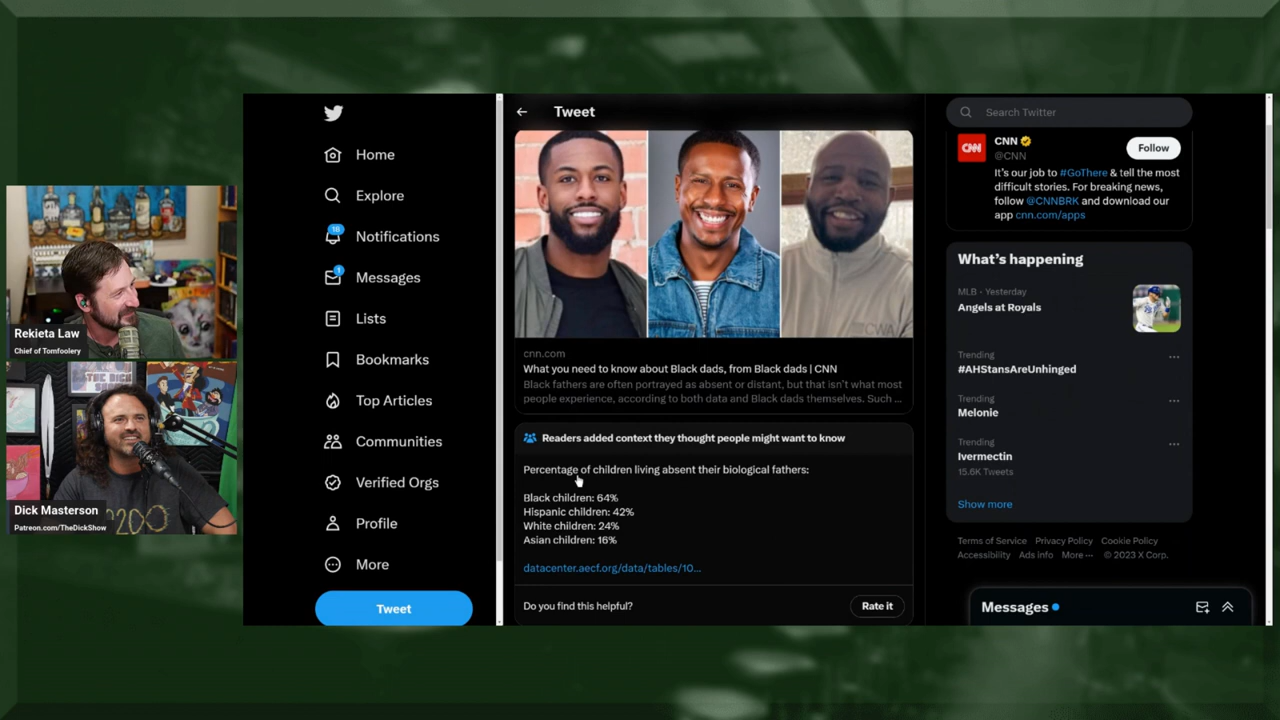 Rekieta Law
Chief of Tomfoolery
THE DICK
SHOW
200
Dick Masterson
Patreon.com/TheDickShow
Home
Explore
18
Notifications
1
Messages
Lists
Bookmarks
Top Articles
Communities
Verified Orgs
Profile
More
Tweet
Tweet
CWA
cnn.com
What you need to know about Black dads, from Black dads | CNN
Black fathers are often portrayed as absent or distant, but that isn't what most
people experience, according to both data and Black dads themselves. Such ...
Readers added context they thought people might want to know
Percentage of children living absent their biological fathers:
Black children: 64%
Hispanic children: 42%
White children: 24%
Asian children: 16%
datacenter.aecf.org/data/tables/10...
Do you find this helpful?
Rate it
Search Twitter
CNN
CNN
@CNN
Follow
It's our job to #GoThere & tell the most
difficult stories. For breaking news,
follow @CNNBRK and download our
app cnn.com/apps
What's happening
MLB · Yesterday
Angels at Royals
Trending
#AHStansAreUnhinged
Trending
Melonie
Trending
Ivermectin
15.6K Tweets
Show more
Terms of Service Privacy Policy Cookie Policy
Accessibility Ads info More ··· © 2023 X Corp.
Messages